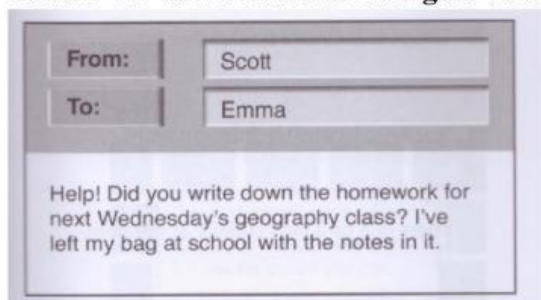 From: Scott
To: Emma
Help! Did you write down the homework for
next Wednesday's geography class? I've
left my bag at school with the notes in it.